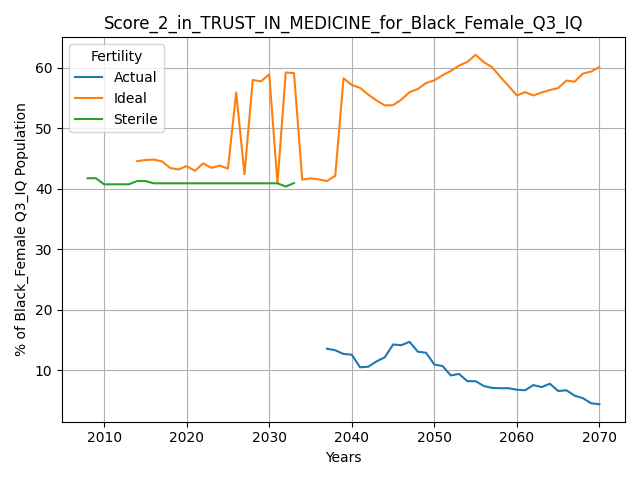 Score_2_in_TRUST_IN_MEDICINE_for_Black_Female_Q3_IQ
Fertility
Actual
Ideal
Sterile
% of Black_Female Q3_IQ Population
60
50
40
30
20
10
2010 2020 2030 2040 2050 2060 2070
Years